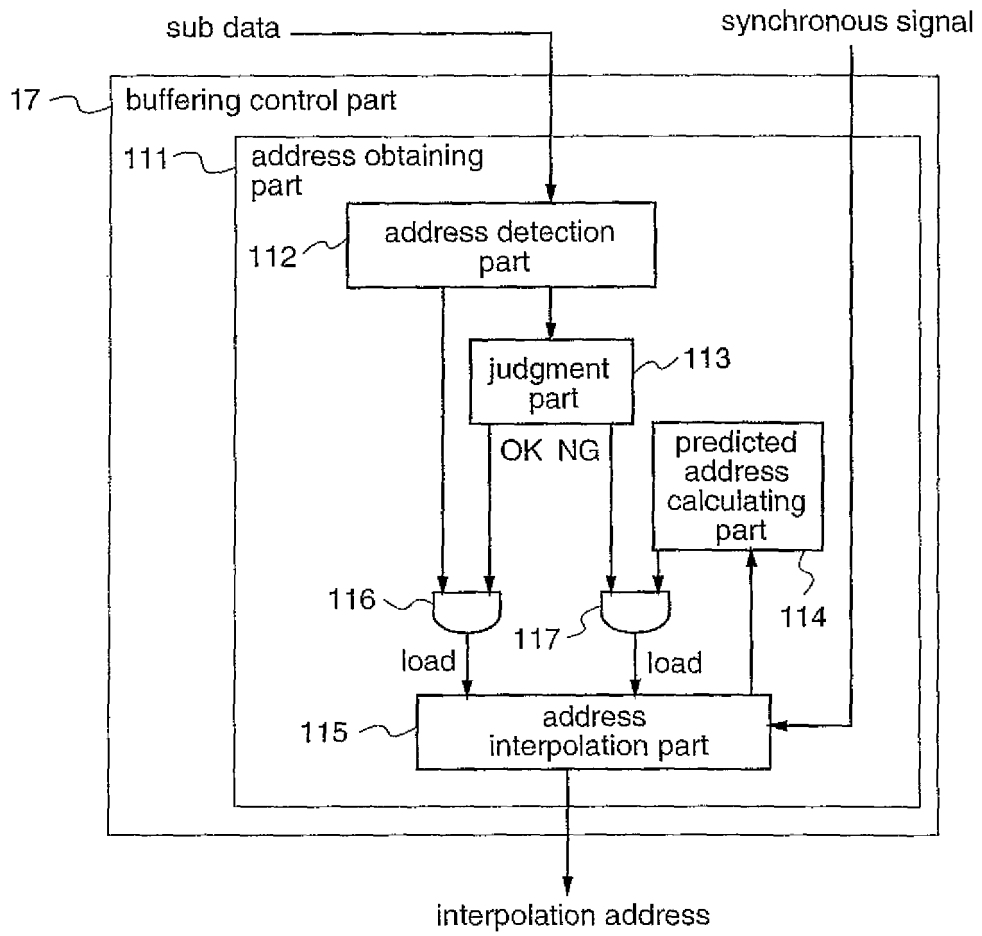 sub data
synchronous signal
17
buffering control part
111
address obtaining
part
112
address detection
part
judgment
part
113
OK NG
predicted
address
calculating
part
116
117
114
load
load
115
address
interpolation part
interpolation address